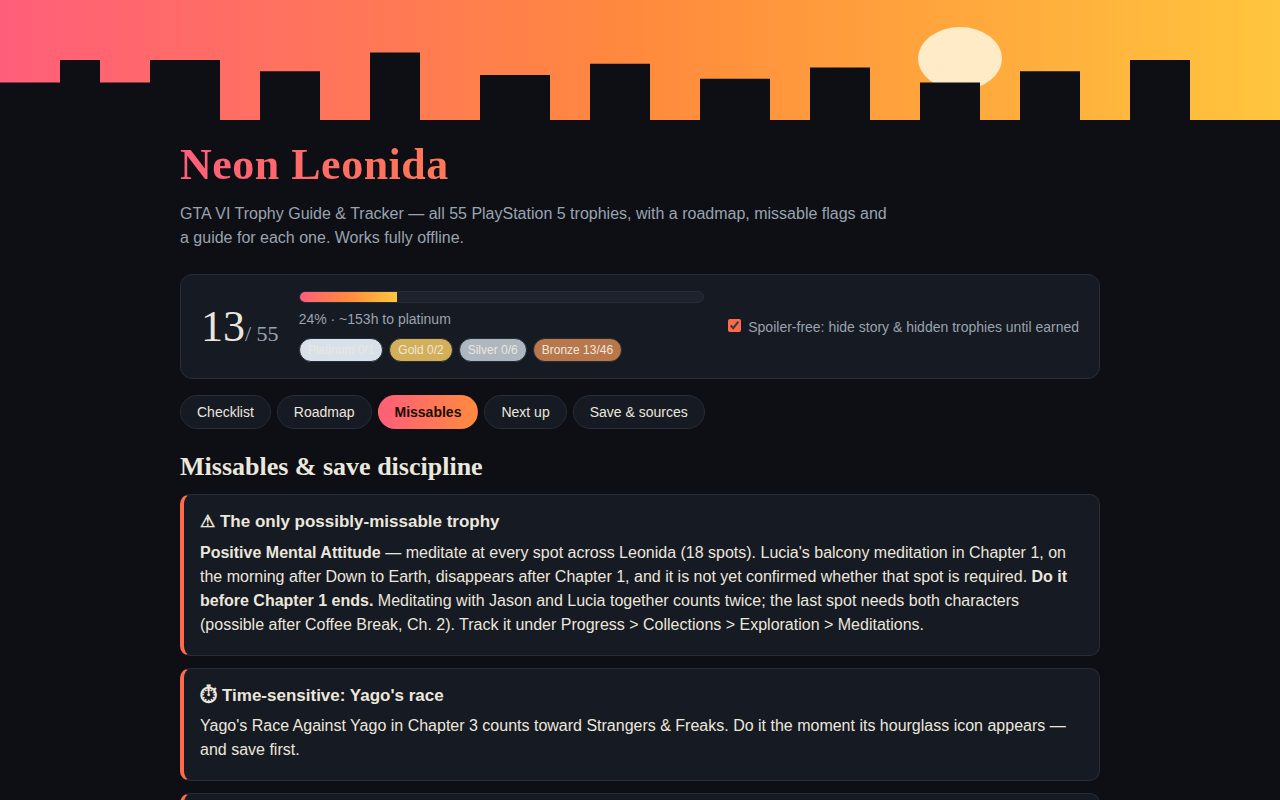 Neon Leonida
GTA VI Trophy Guide & Tracker — all 55 PlayStation 5 trophies, with a roadmap, missable flags and
a guide for each one. Works fully offline.
13/ 55
24% · ~153h to platinum
Platinum 0/1 Gold 0/2 Silver 0/6 Bronze 13/46
Spoiler-free: hide story & hidden trophies until earned
Checklist Roadmap Missables Next up Save & sources
Missables & save discipline
⚠ The only possibly-missable trophy
Positive Mental Attitude — meditate at every spot across Leonida (18 spots). Lucia's balcony meditation in Chapter 1, on
the morning after Down to Earth, disappears after Chapter 1, and it is not yet confirmed whether that spot is required. Do it
before Chapter 1 ends. Meditating with Jason and Lucia together counts twice; the last spot needs both characters
(possible after Coffee Break, Ch. 2). Track it under Progress > Collections > Exploration > Meditations.
⏱ Time-sensitive: Yago's race
Yago's Race Against Yago in Chapter 3 counts toward Strangers & Freaks. Do it the moment its hourglass icon appears —
and save first.